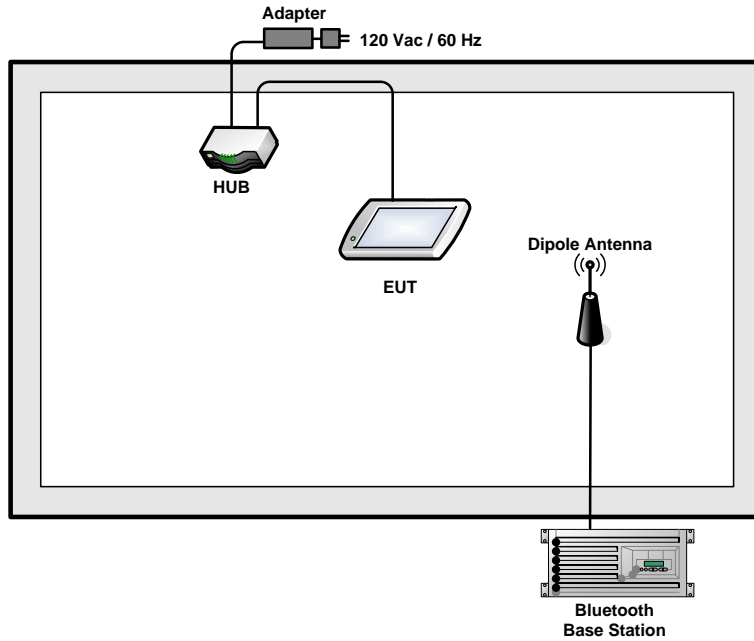 Adapter
120 Vac / 60 Hz
HUB
EUT
Dipole Antenna
Bluetooth
Base Station